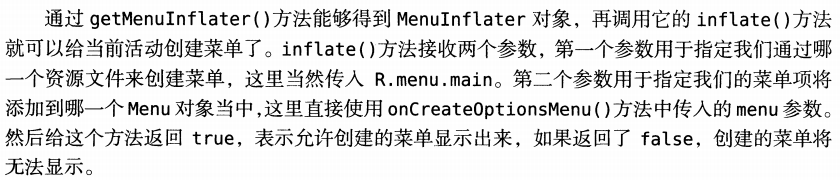 通过 getMenuInflater()方法能够得到 MenuInflater 对象，再调用它的 inflate()方法
就可以给当前活动创建菜单了。inflate()方法接收两个参数，第一个参数用于指定我们通过哪
一个资源文件来创建菜单，这里当然传入 R.menu.main。第二个参数用于指定我们的菜单项将
添加到哪一个 Menu 对象当中,这里直接使用 onCreateOptionsMenu()方法中传入的 menu 参数。
然后给这个方法返回 true，表示允许创建的菜单显示出来，如果返回了 false，创建的菜单将
无法显示。